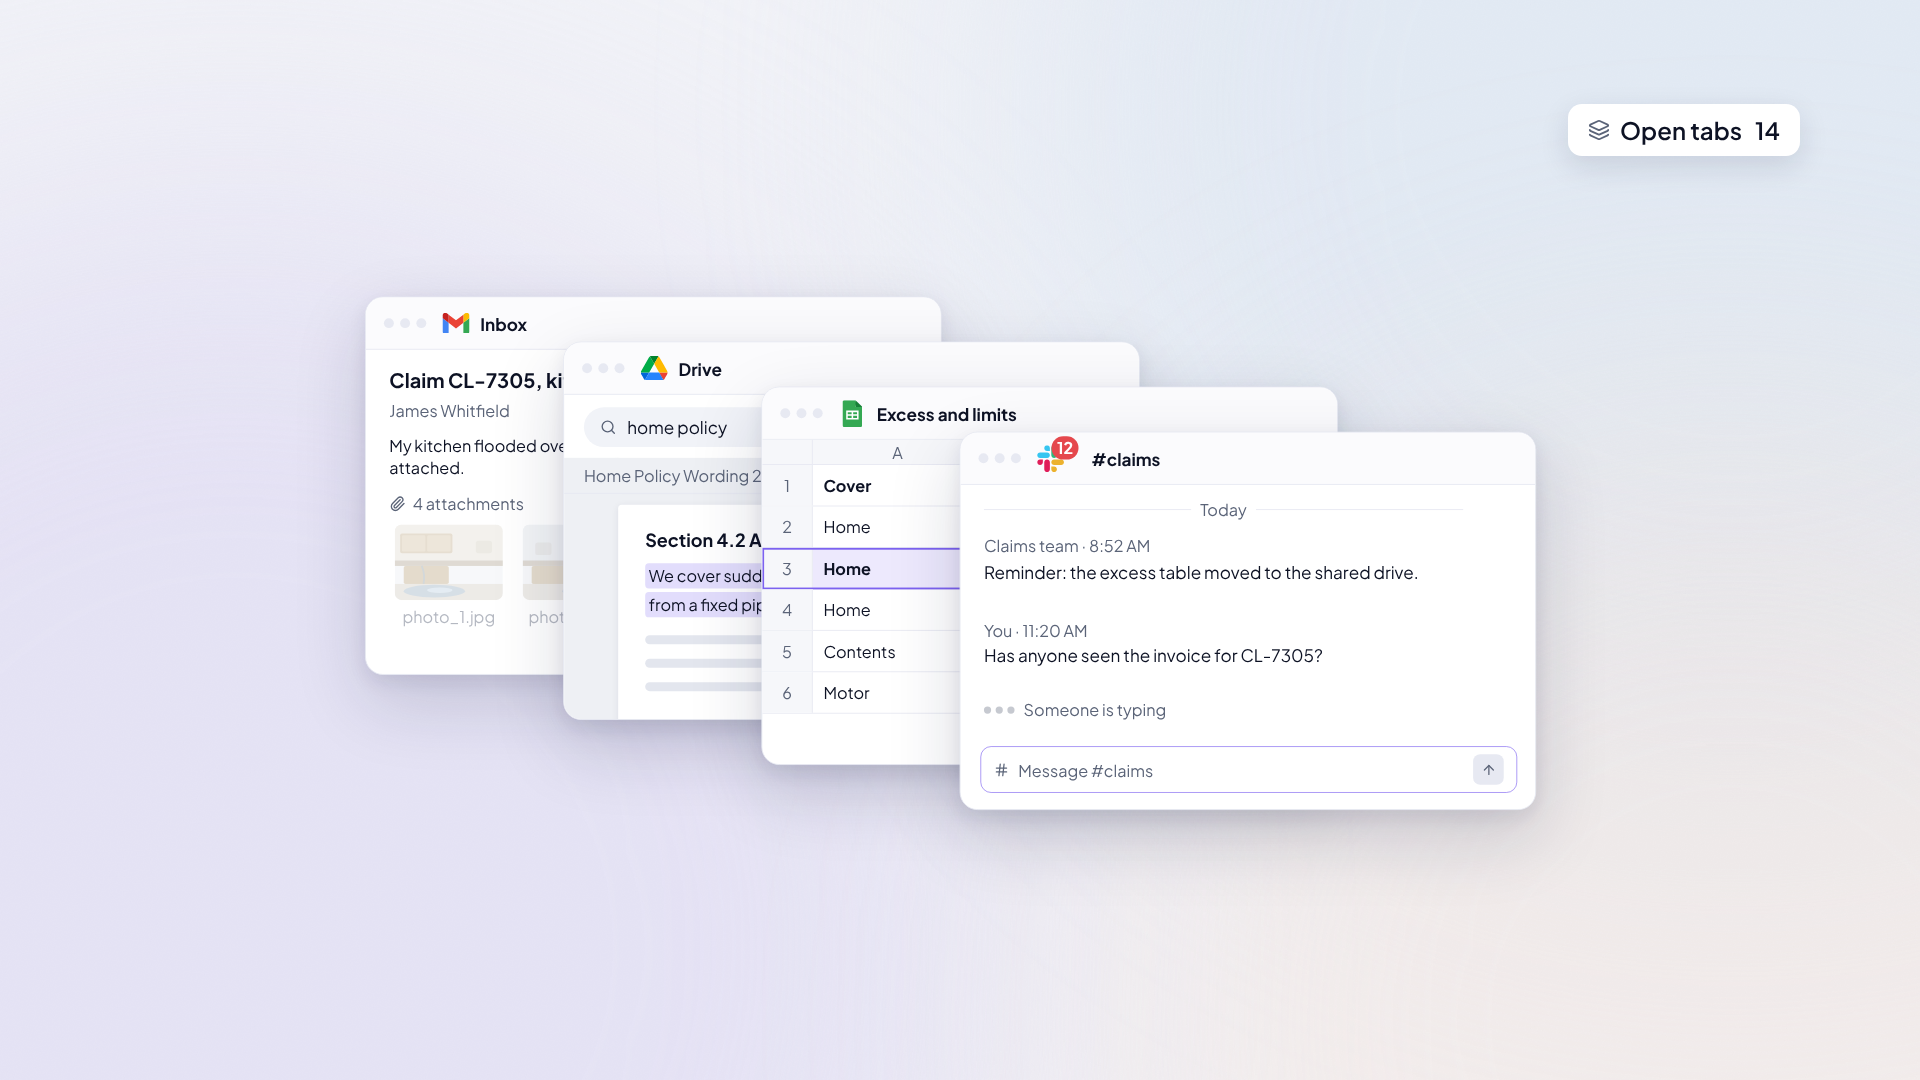 Open tabs 14
Inbox
Claim CL-7305, ki
James Whitfield
My kitchen flooded ove
attached.
4 attachments
photo_1.jpg
phot
Drive
home policy
Home Policy Wording 2
Section 4.2 A
We cover sudd
from a fixed pip
Excess and limits
A
1 Cover
2 Home
3 Home
4 Home
5 Contents
6 Motor
12
#claims
Today
Claims team · 8:52 AM
Reminder: the excess table moved to the shared drive.
You · 11:20 AM
Has anyone seen the invoice for CL-7305?
Someone is typing
# Message #claims